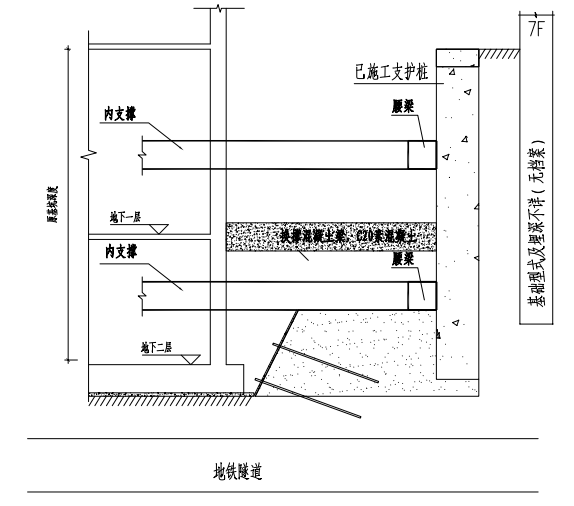 7F
已施工支护桩
腰梁
内支撑
原基坑深度
地下一层
换撑混凝土梁、C20素混凝土
内支撑
腰梁
基础型式及埋深不详(无档案)
地下二层
地铁隧道